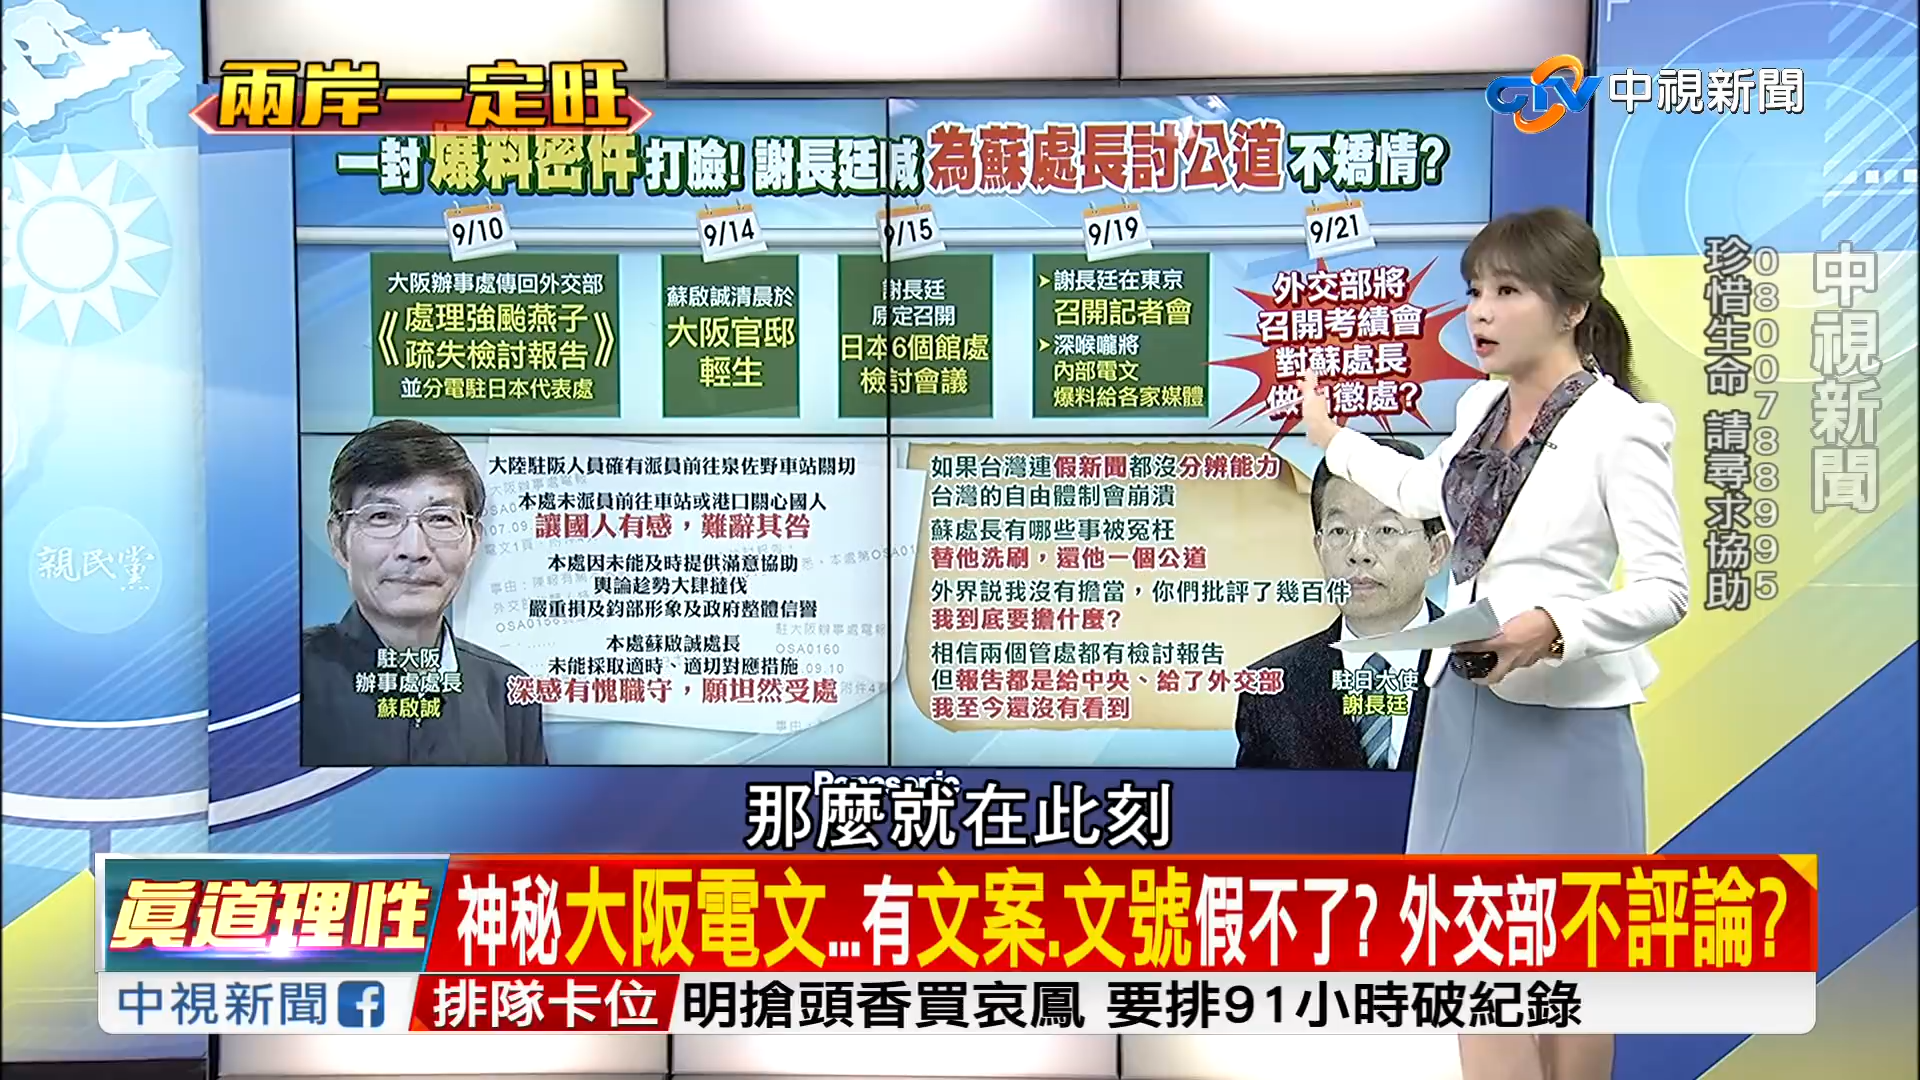 兩岸一定旺
CTV 中視新聞
一封爆料密件打臉!謝長廷喊為蘇處長討公道不矯情?
9/10
9/14
9/15
9/19
9/21
大阪辦事處傳回外交部
《處理強颱燕子
疏失檢討報告》
並分電駐日本代表處
蘇啟誠清晨於
大阪官邸
輕生
謝長廷
原定召開
日本6個館處
檢討會議
謝長廷在東京
召開記者會
深喉嚨將
內部電文
爆料給各家媒體
外交部將
召開考績會
對蘇處長
懲處?
大陸駐阪人員確有派員前往泉佐野車站關切
本處未派員前往車站或港口關心國人
讓國人有感,難辭其咎
本處因未能及時提供滿意協助
輿論趁勢大肆撻伐
嚴重損及鈞部形象及政府整體信譽
本處蘇啟誠處長
未能採取適時、適切對應措施
深感有愧職守,願坦然受處
駐大阪
辦事處處長
蘇啟誠
如果台灣連假新聞都沒分辨能力
台灣的自由體制會崩潰
蘇處長有哪些事被冤枉
替他洗刷,還他一個公道
外界說我沒有擔當,你們批評了幾百件
我到底要擔什麼?
相信兩個管處都有檢討報告
但報告都是給中央、給了外交部
我至今還沒有看到
駐日大使
謝長廷
中視新聞
珍惜生命 請尋求協助
0800788995
親民黨
Panasonic
那麼就在此刻
真道理性
神秘大阪電文...有文案.文號假不了? 外交部不評論?
中視新聞
排隊卡位
明搶頭香買哀鳳 要排91小時破紀錄